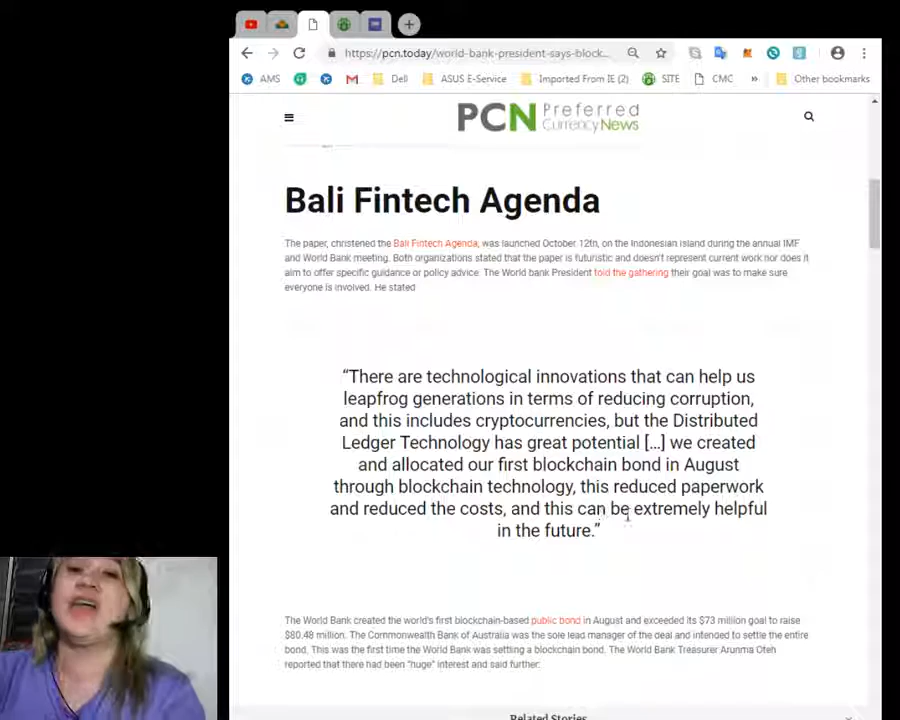 https://pcn.today/world-bank-president-says-block...
AMS
Dell
ASUS E-Service
Imported From IE (2)
SITE
CMC
»
Other bookmarks
PCN Preferred
CurrencyNews
Bali Fintech Agenda
The paper, christened the Bali Fintech Agenda, was launched October 12th, on the Indonesian island during the annual IMF
and World Bank meeting. Both organizations stated that the paper is futuristic and doesn't represent current work nor does it
aim to offer specific guidance or policy advice. The World bank President told the gathering their goal was to make sure
everyone is involved. He stated
“There are technological innovations that can help us
leapfrog generations in terms of reducing corruption,
and this includes cryptocurrencies, but the Distributed
Ledger Technology has great potential [...] we created
and allocated our first blockchain bond in August
through blockchain technology, this reduced paperwork
and reduced the costs, and this can be extremely helpful
in the future.”
The World Bank created the world's first blockchain-based public bond in August and exceeded its $73 million goal to raise
$80.48 million. The Commonwealth Bank of Australia was the sole lead manager of the deal and intended to settle the entire
bond. This was the first time the World Bank was settling a blockchain bond. The World Bank Treasurer Arunma Oteh
reported that there had been "huge" interest and said further:
Related Stories